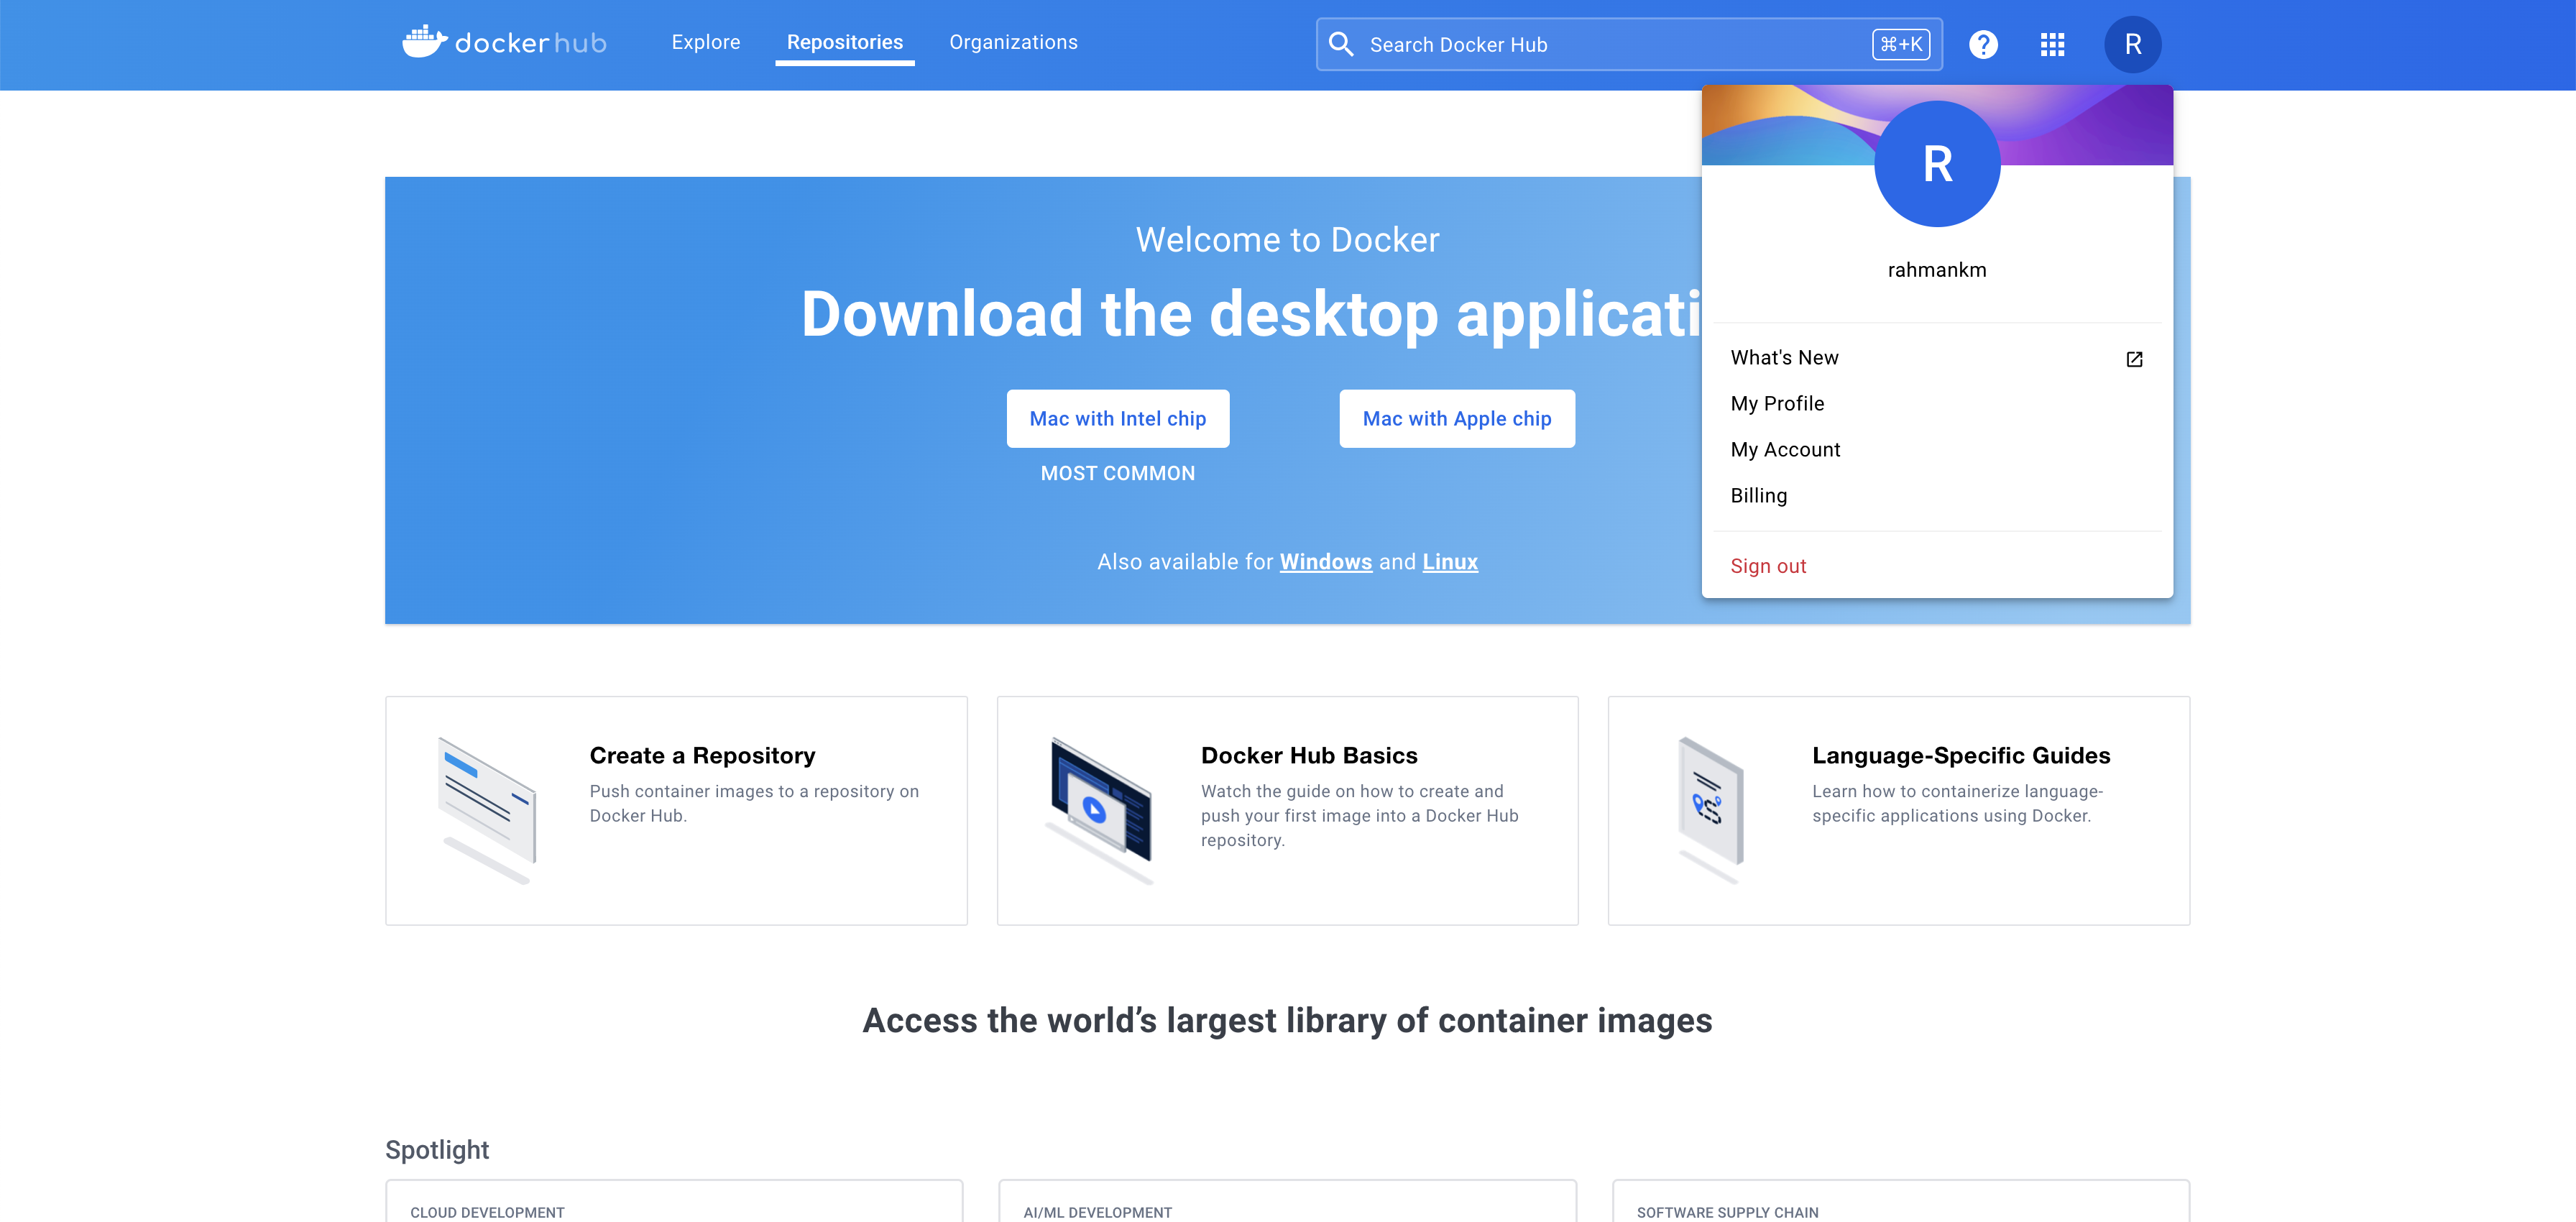 dockerhub
Explore
Repositories
Organizations
Search Docker Hub
⌘+K
?
R
R
rahmankm
What's New
My Profile
My Account
Billing
Sign out
Welcome to Docker
Download the desktop applicati
Mac with Intel chip
Mac with Apple chip
MOST COMMON
Also available for Windows and Linux
Create a Repository
Push container images to a repository on
Docker Hub.
Docker Hub Basics
Watch the guide on how to create and
push your first image into a Docker Hub
repository.
Language-Specific Guides
Learn how to containerize language-
specific applications using Docker.
Access the world’s largest library of container images
Spotlight
CLOUD DEVELOPMENT
AI/ML DEVELOPMENT
SOFTWARE SUPPLY CHAIN